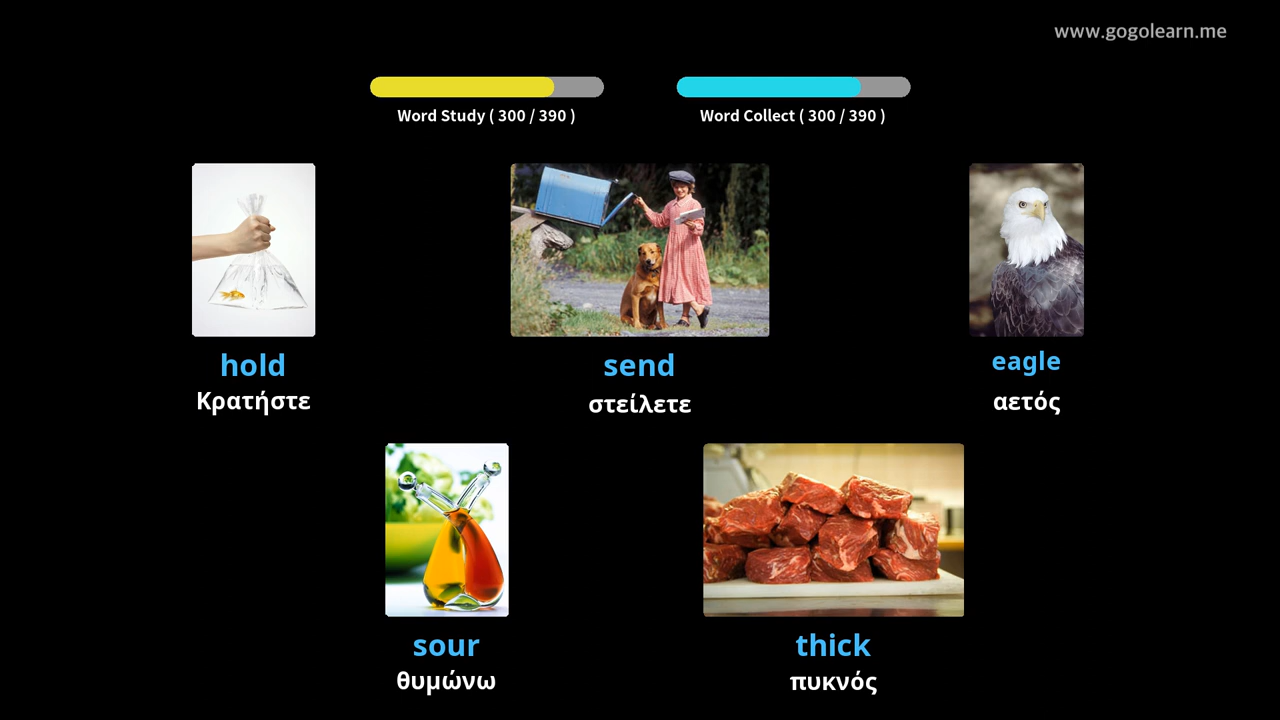 www.gogolearn.me
Word Study ( 300 / 390 )
Word Collect ( 300 / 390 )
hold
Κρατήστε
send
στείλετε
eagle
αετός
sour
θυμώνω
thick
πυκνός